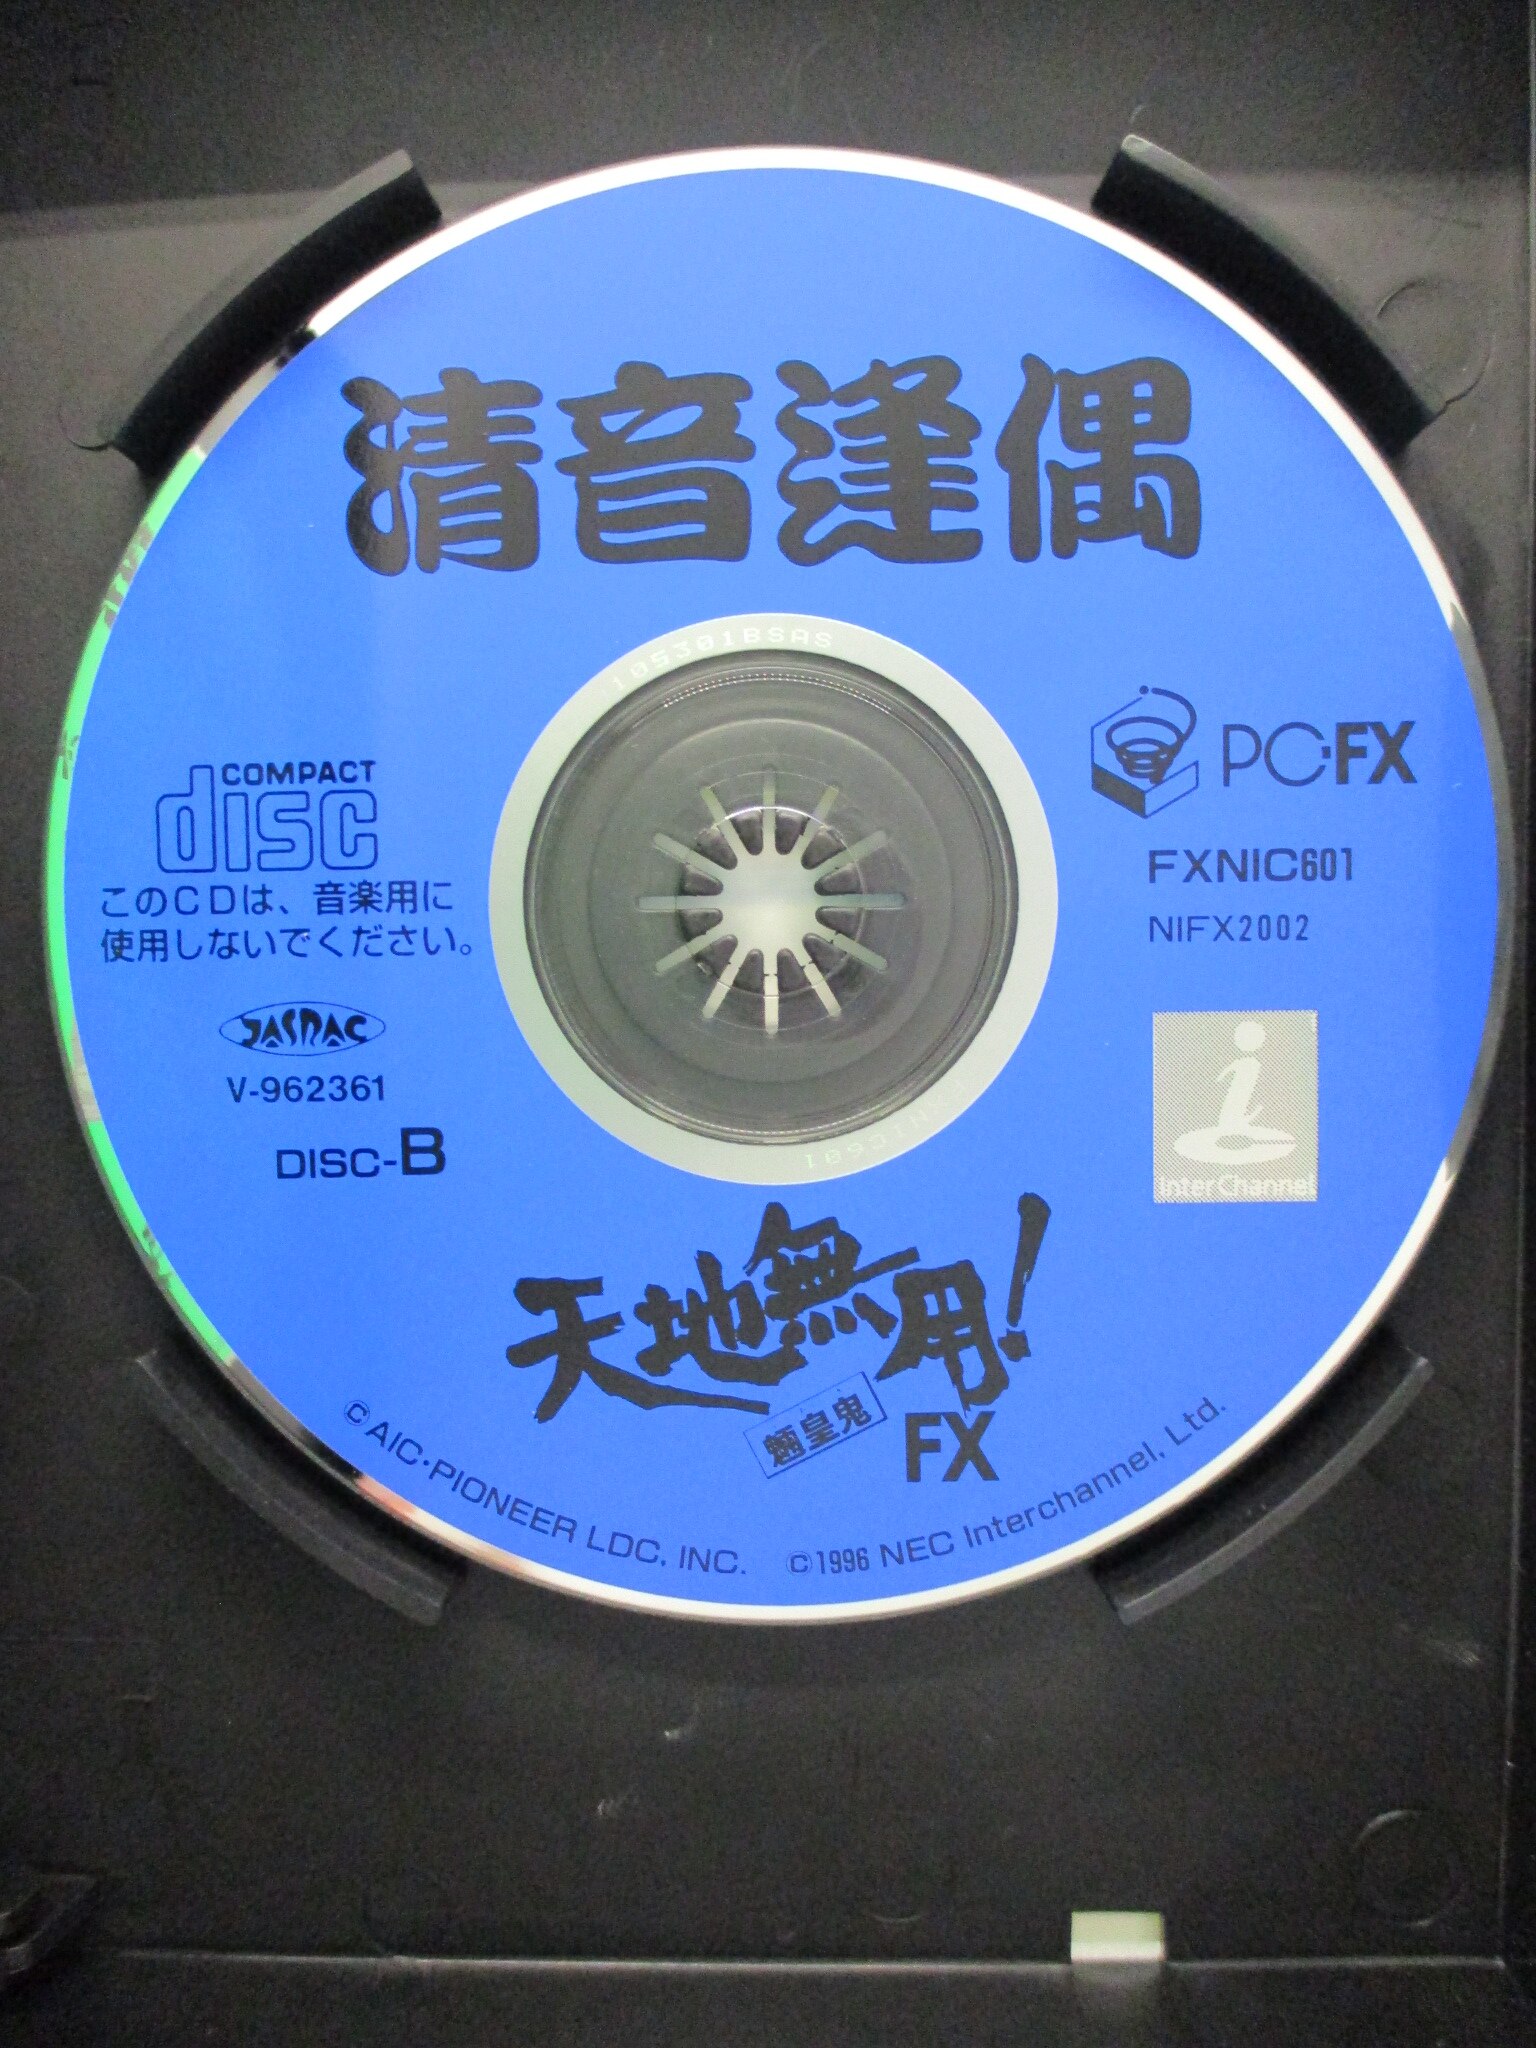 清音逢偶
PC-FX
FXNIC601
NIFX2002
COMPACT
disc
このCDは、音楽用に
使用しないでください。
JASRAC
V-962361
DISC-B
i
Inter Channel
天地無用!
魎皇鬼
FX
©AIC・PIONEER LDC, INC. ©1996 NEC Interchannel, Ltd.